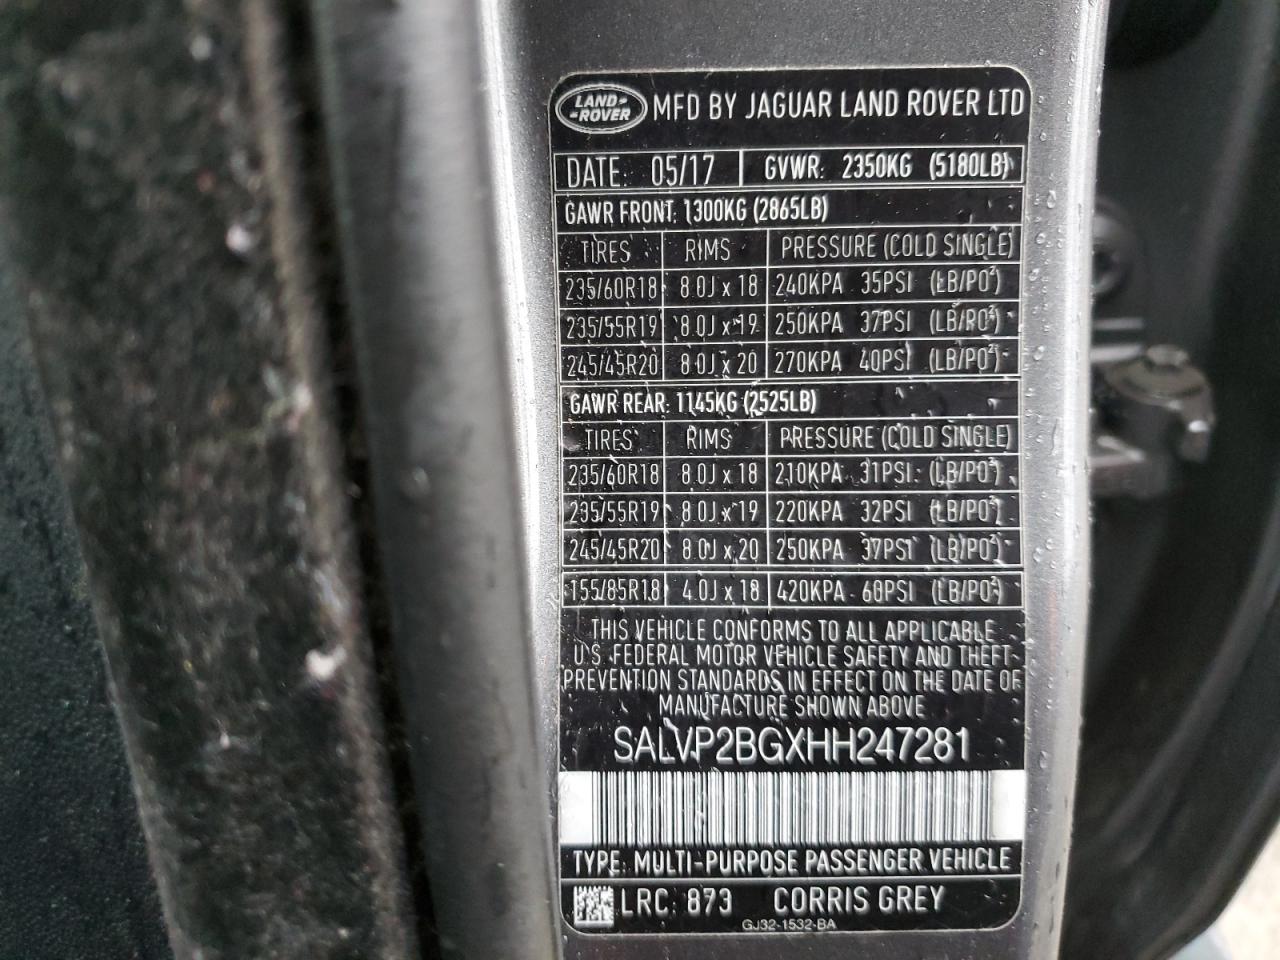 LAND-
-ROVER MFD BY JAGUAR LAND ROVER LTD
DATE: 05/17 GVWR: 2350KG (5180LB)
GAWR FRONT: 1300KG (2865LB)
TIRES RIMS PRESSURE (COLD SINGLE)
235/60R18 8.0J x 18 240KPA 35PSI (LB/PO²)
235/55R19 8.0J x 19 250KPA 37PSI (LB/PO²)
245/45R20 8.0J x 20 270KPA 40PSI (LB/PO²)
GAWR REAR: 1145KG (2525LB)
TIRES RIMS PRESSURE (COLD SINGLE)
235/60R18 8.0J x 18 210KPA 31PSI (LB/PO²)
235/55R19 8.0J x 19 220KPA 32PSI (LB/PO²)
245/45R20 8.0J x 20 250KPA 37PSI (LB/PO²)
155/85R18 4.0J x 18 420KPA 60PSI (LB/PO²)
THIS VEHICLE CONFORMS TO ALL APPLICABLE
U.S. FEDERAL MOTOR VEHICLE SAFETY AND THEFT
PREVENTION STANDARDS IN EFFECT ON THE DATE OF
MANUFACTURE SHOWN ABOVE
SALVP2BGXHH247281
TYPE: MULTI-PURPOSE PASSENGER VEHICLE
LRC: 873 CORRIS GREY
GJ32-1532-BA